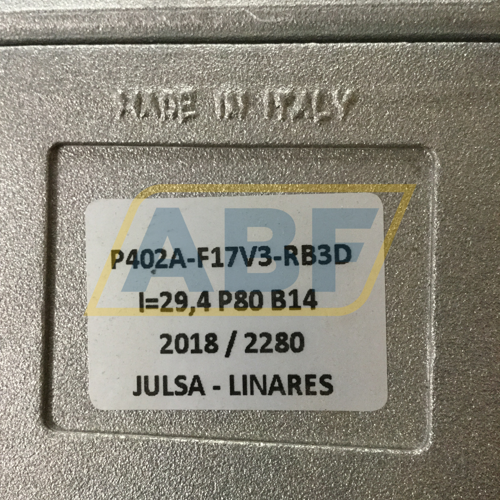 MADE IN ITALY
ABF
P402A-F17V3-RB3D
I=29,4 P80 B14
2018 / 2280
JULSA - LINARES